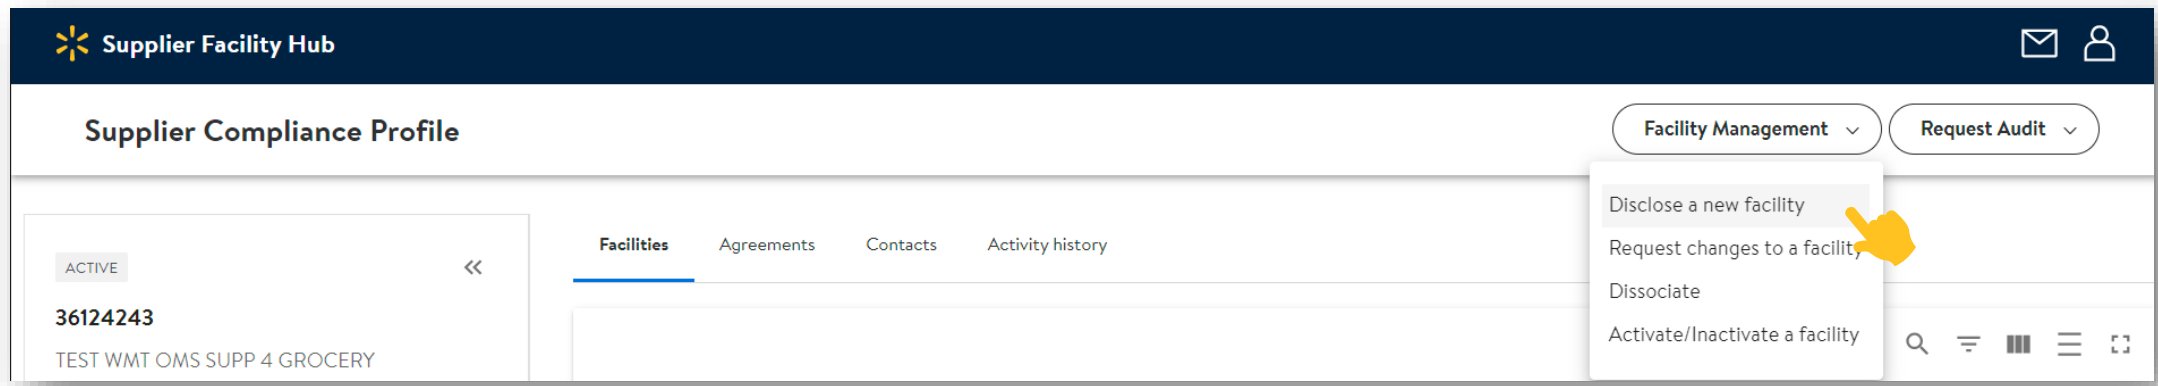 Supplier Facility Hub
Supplier Compliance Profile
Facility Management
Request Audit
Disclose a new facility
Request changes to a facility
Dissociate
Activate/Inactivate a facility
Facilities
Agreements
Contacts
Activity history
ACTIVE
36124243
TEST WMT OMS SUPP 4 GROCERY